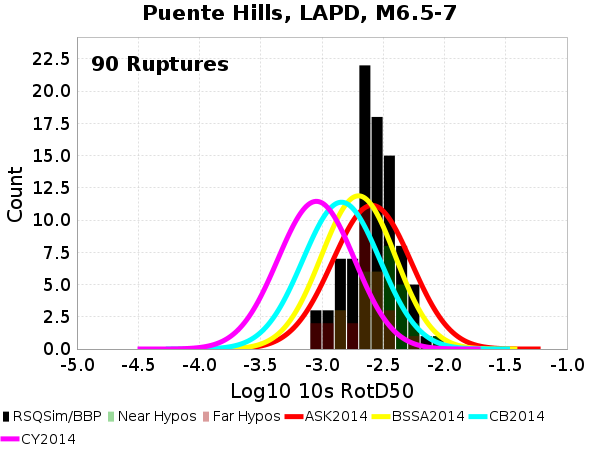 Puente Hills, LAPD, M6.5-7
90 Ruptures
Count
22.5
20.0
17.5
15.0
12.5
10.0
7.5
5.0
2.5
0.0
-5.0 -4.5 -4.0 -3.5 -3.0 -2.5 -2.0 -1.5 -1.0
Log10 10s RotD50
RSQSim/BBP Near Hypos Far Hypos ASK2014 BSSA2014 CB2014
CY2014